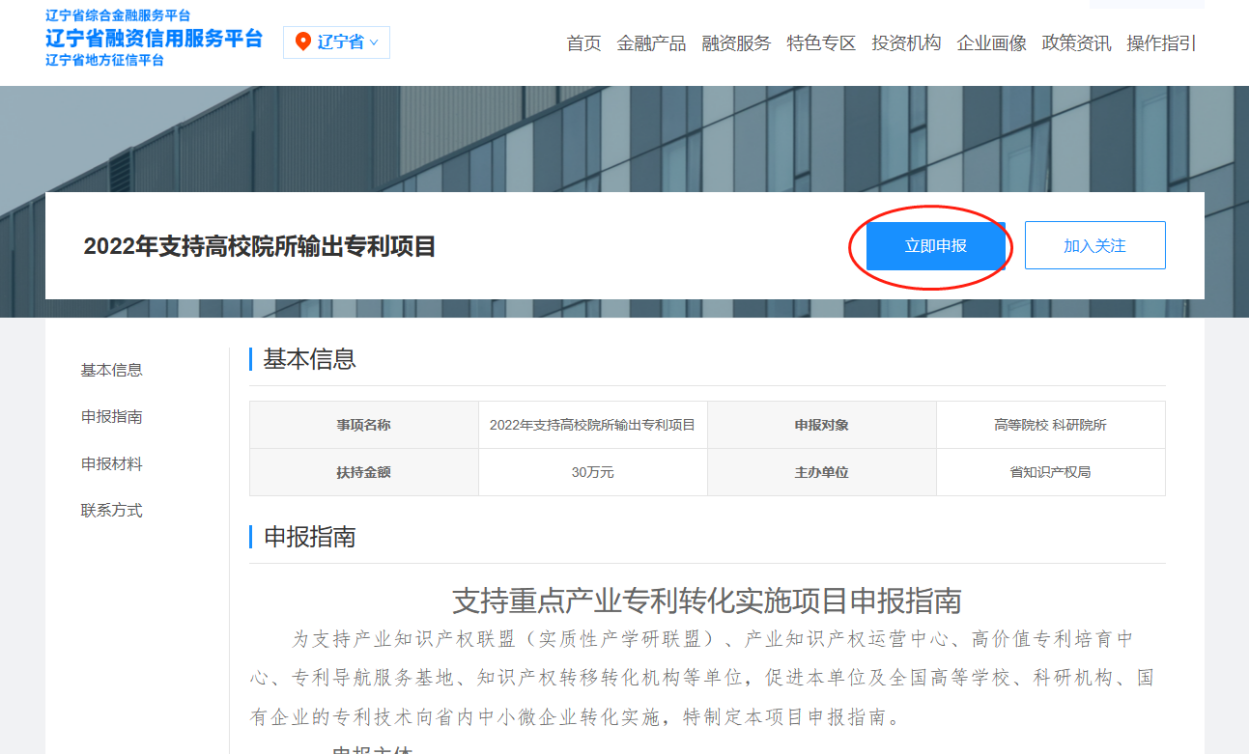 辽宁省综合金融服务平台
辽宁省融资信用服务平台
辽宁省地方征信平台
辽宁省
首页 金融产品 融资服务 特色专区 投资机构 企业画像 政策资讯 操作指引
2022年支持高校院所输出专利项目
立即申报
加入关注
基本信息
申报指南
申报材料
联系方式
基本信息
事项名称 2022年支持高校院所输出专利项目 申报对象 高等院校 科研院所
扶持金额 30万元 主办单位 省知识产权局
申报指南
支持重点产业专利转化实施项目申报指南
为支持产业知识产权联盟（实质性产学研联盟）、产业知识产权运营中心、高价值专利培育中
心、专利导航服务基地、知识产权转移转化机构等单位，促进本单位及全国高等学校、科研机构、国
有企业的专利技术向省内中小微企业转化实施，特制定本项目申报指南。
申报主体